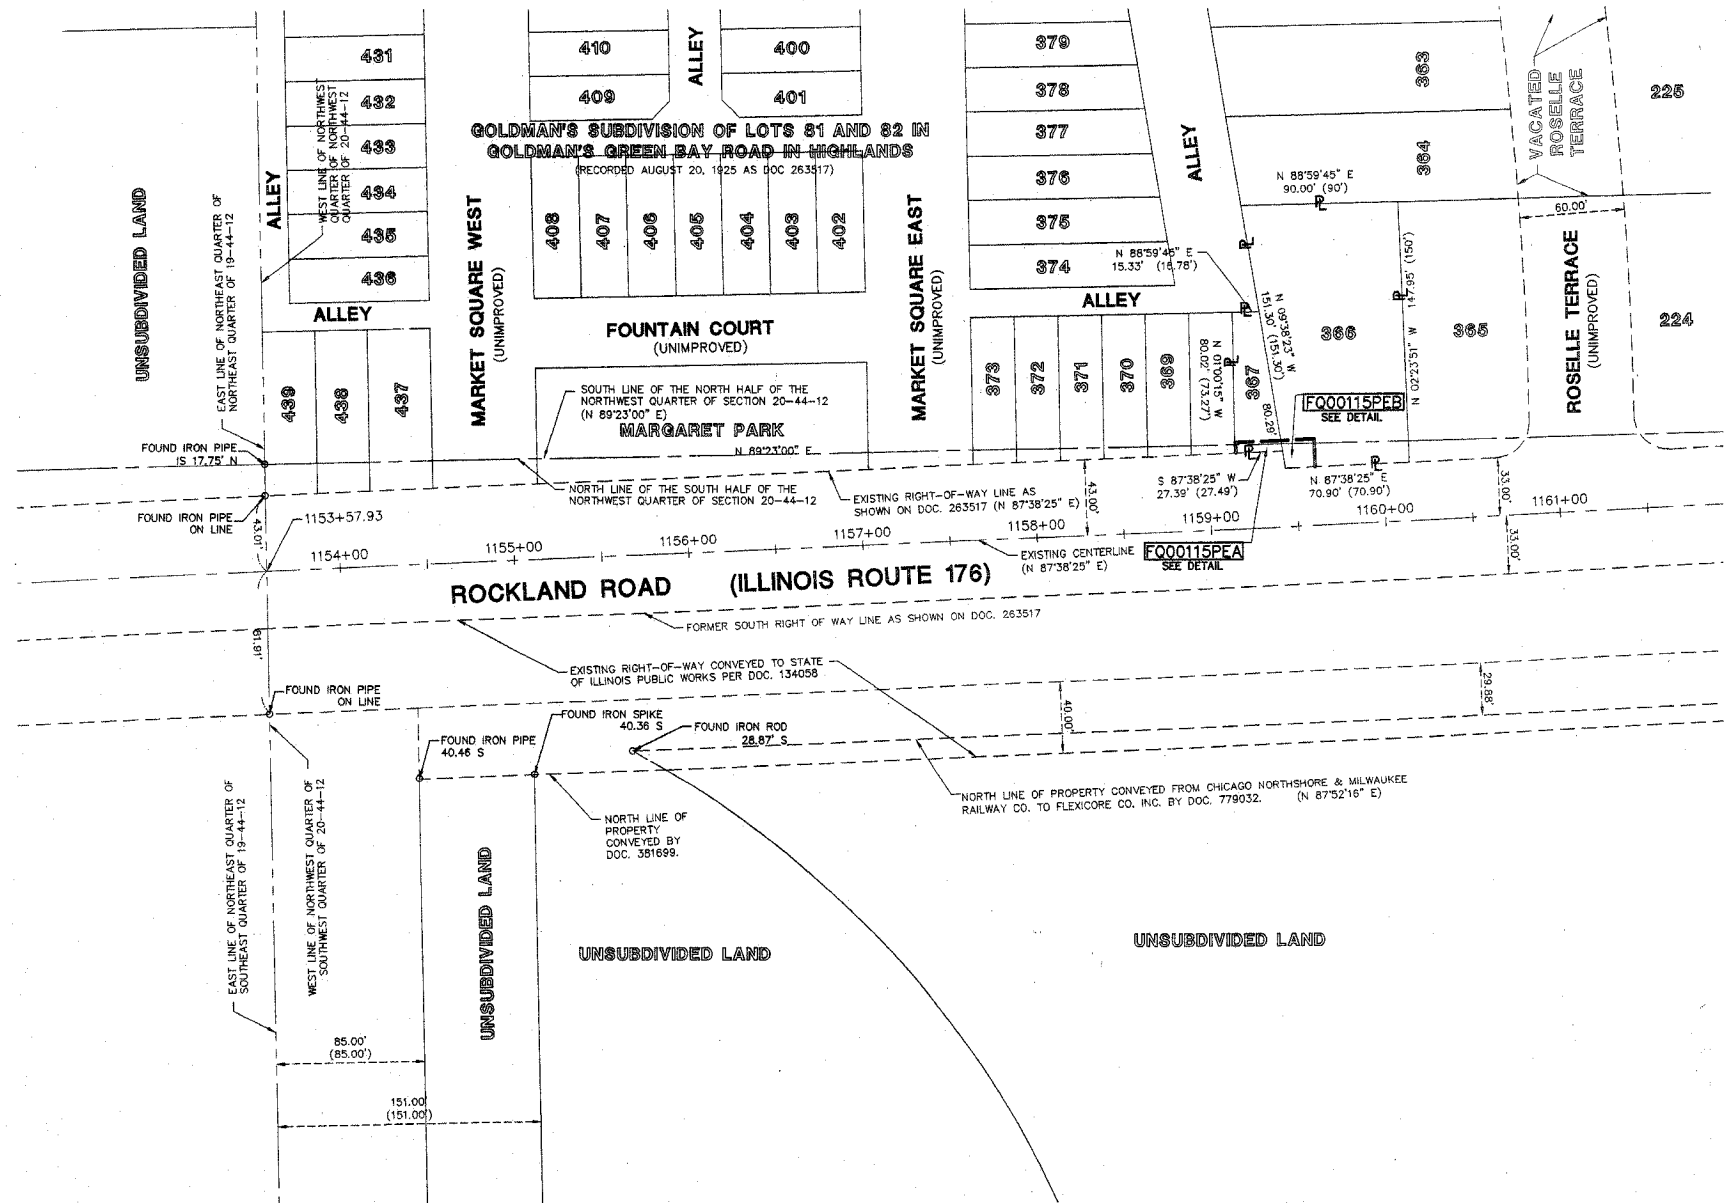 431
432
433
434
435
436
410
409
ALLEY
400
401
379
378
377
376
375
374
363
364
225
224
VACATED
ROSELLE
TERRACE
GOLDMAN'S SUBDIVISION OF LOTS 81 AND 82 IN
GOLDMAN'S GREEN BAY ROAD IN HIGHLANDS
(RECORDED AUGUST 20, 1925 AS DOC 263517)
WEST LINE OF NORTHWEST
QUARTER OF NORTHWEST
QUARTER OF 20-44-12
EAST LINE OF NORTHEAST QUARTER OF
NORTHEAST QUARTER OF 19-44-12
UNSUBDIVIDED LAND
ALLEY
MARKET SQUARE WEST
(UNIMPROVED)
408
407
406
405
404
403
402
MARKET SQUARE EAST
(UNIMPROVED)
ALLEY
N 88°59'45" E
90.00' (90')
60.00'
N 88°59'45" E
15.33' (16.78')
ALLEY
ALLEY
FOUNTAIN COURT
(UNIMPROVED)
439
438
437
373
372
371
370
369
367
366
365
N 01°00'15" W
80.02' (73.27')
N 09°38'23" W
151.30' (151.30')
80.29'
N 02°23'51" W 147.95' (150')
ROSELLE TERRACE
(UNIMPROVED)
SOUTH LINE OF THE NORTH HALF OF THE
NORTHWEST QUARTER OF SECTION 20-44-12
(N 89°23'00" E)
MARGARET PARK
N 89°23'00" E
FQ00115PEB
SEE DETAIL
FOUND IRON PIPE
IS 17.75' N
FOUND IRON PIPE
ON LINE
43.01'
1153+57.93
NORTH LINE OF THE SOUTH HALF OF THE
NORTHWEST QUARTER OF SECTION 20-44-12
EXISTING RIGHT-OF-WAY LINE AS
SHOWN ON DOC. 263517 (N 87°38'25" E)
43.00'
S 87°38'25" W
27.39' (27.49')
N 87°38'25" E
70.90' (70.90')
33.00'
33.00'
1154+00
1155+00
1156+00
1157+00
1158+00
1159+00
1160+00
1161+00
EXISTING CENTERLINE
(N 87°38'25" E)
FQ00115PEA
SEE DETAIL
ROCKLAND ROAD (ILLINOIS ROUTE 176)
FORMER SOUTH RIGHT OF WAY LINE AS SHOWN ON DOC. 263517
61.91'
EXISTING RIGHT-OF-WAY CONVEYED TO STATE
OF ILLINOIS PUBLIC WORKS PER DOC. 134058
FOUND IRON PIPE
ON LINE
40.00'
29.88'
FOUND IRON SPIKE
40.36 S
FOUND IRON PIPE
40.46 S
FOUND IRON ROD
28.87' S
NORTH LINE OF PROPERTY CONVEYED FROM CHICAGO NORTHSHORE & MILWAUKEE
RAILWAY CO. TO FLEXICORE CO. INC. BY DOC. 779032. (N 87°52'16" E)
NORTH LINE OF
PROPERTY
CONVEYED BY
DOC. 381699.
EAST LINE OF NORTHEAST QUARTER OF
SOUTHEAST QUARTER OF 19-44-12
WEST LINE OF NORTHWEST QUARTER OF
SOUTHWEST QUARTER OF 20-44-12
UNSUBDIVIDED LAND
UNSUBDIVIDED LAND
UNSUBDIVIDED LAND
85.00'
(85.00')
151.00'
(151.00')